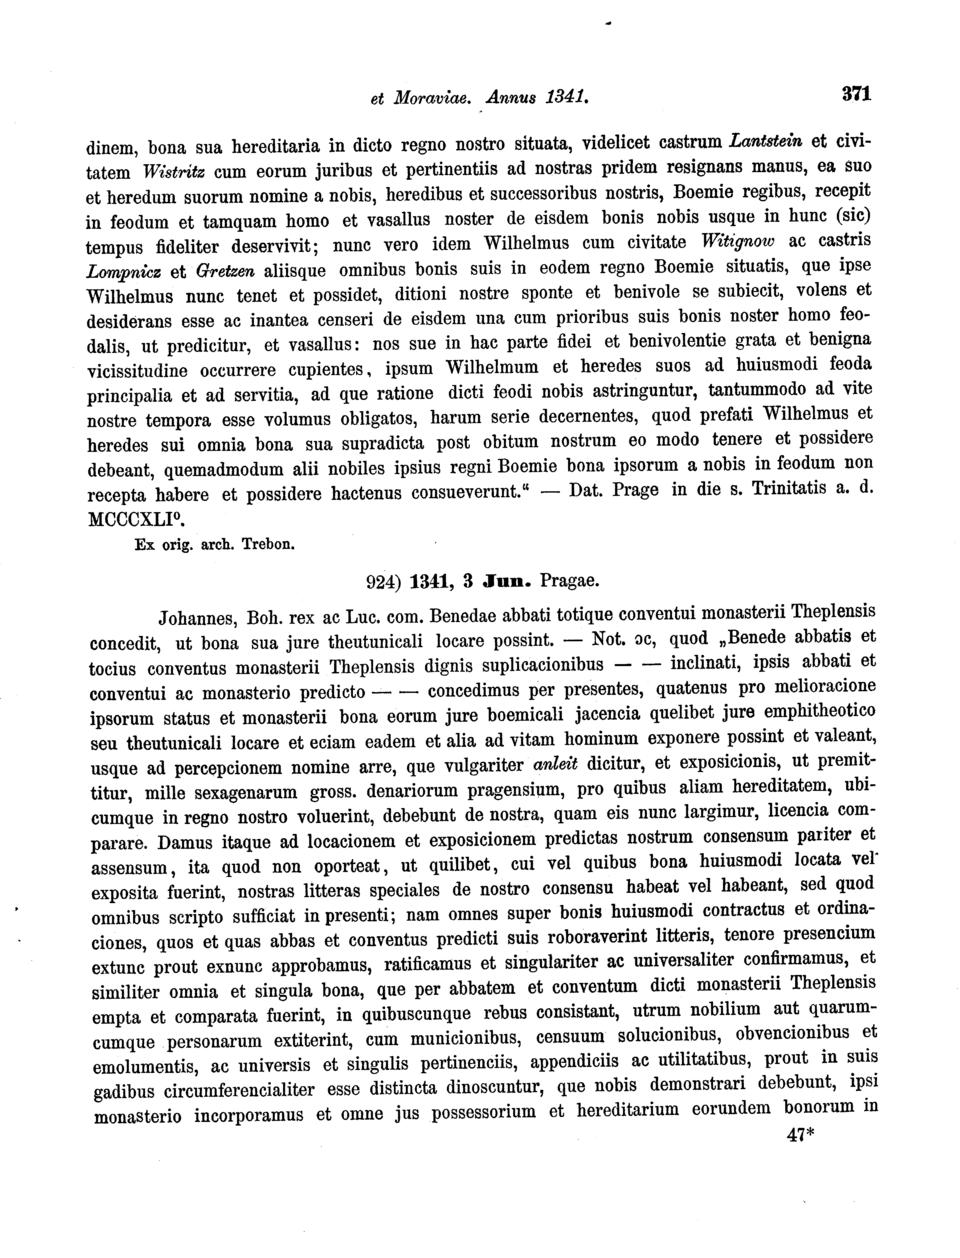 et Moraviae. Annus 1341. 371
dinem, bona sua hereditaria in dicto regno nostro situata, videlicet castrum Lantstein et civi-
tatem Wistritz cum eorum juribus et pertinentiis ad nostras pridem resignans manus, ea suo
et heredum suorum nomine a nobis, heredibus et successoribus nostris, Boemie regibus, recepit
in feodum et tamquam homo et vasallus noster de eisdem bonis nobis usque in hunc (sic)
tempus fideliter deservivit; nunc vero idem Wilhelmus cum civitate Witignow ac castris
Lompnicz et Gretzen aliisque omnibus bonis suis in eodem regno Boemie situatis, que ipse
Wilhelmus nunc tenet et possidet, ditioni nostre sponte et benivole se subiecit, volens et
desiderans esse ac inantea censeri de eisdem una cum prioribus suis bonis noster homo feo-
dalis, ut predicitur, et vasallus: nos sue in hac parte fidei et benivolentie grata et benigna
vicissitudine occurrere cupientes, ipsum Wilhelmum et heredes suos ad huiusmodi feoda
principalia et ad servitia, ad que ratione dicti feodi nobis astringuntur, tantummodo ad vite
nostre tempora esse volumus obligatos, harum serie decernentes, quod prefati Wilhelmus et
heredes sui omnia bona sua supradicta post obitum nostrum eo modo tenere et possidere
debeant, quemadmodum alii nobiles ipsius regni Boemie bona ipsorum a nobis in feodum non
recepta habere et possidere hactenus consueverunt.“ — Dat. Prage in die s. Trinitatis a. d.
MCCCXLI⁰.
Ex orig. arch. Trebon.
924) 1341, 3 Jun. Pragae.
Johannes, Boh. rex ac Luc. com. Benedae abbati totique conventui monasterii Theplensis
concedit, ut bona sua jure theutunicali locare possint. — Not. ɔc, quod „Benede abbatis et
tocius conventus monasterii Theplensis dignis suplicacionibus — — inclinati, ipsis abbati et
conventui ac monasterio predicto — — concedimus per presentes, quatenus pro melioracione
ipsorum status et monasterii bona eorum jure boemicali jacencia quelibet jure emphitheotico
seu theutunicali locare et eciam eadem et alia ad vitam hominum exponere possint et valeant,
usque ad percepcionem nomine arre, que vulgariter anleit dicitur, et exposicionis, ut premit-
titur, mille sexagenarum gross. denariorum pragensium, pro quibus aliam hereditatem, ubi-
cumque in regno nostro voluerint, debebunt de nostra, quam eis nunc largimur, licencia com-
parare. Damus itaque ad locacionem et exposicionem predictas nostrum consensum pariter et
assensum, ita quod non oporteat, ut quilibet, cui vel quibus bona huiusmodi locata vel
exposita fuerint, nostras litteras speciales de nostro consensu habeat vel habeant, sed quod
omnibus scripto sufficiat in presenti; nam omnes super bonis huiusmodi contractus et ordina-
ciones, quos et quas abbas et conventus predicti suis roboraverint litteris, tenore presencium
extunc prout exnunc approbamus, ratificamus et singulariter ac universaliter confirmamus, et
similiter omnia et singula bona, que per abbatem et conventum dicti monasterii Theplensis
empta et comparata fuerint, in quibuscunque rebus consistant, utrum nobilium aut quarum-
cumque personarum extiterint, cum municionibus, censuum solucionibus, obvencionibus et
emolumentis, ac universis et singulis pertinenciis, appendiciis ac utilitatibus, prout in suis
gadibus circumferencialiter esse distincta dinoscuntur, que nobis demonstrari debebunt, ipsi
monasterio incorporamus et omne jus possessorium et hereditarium eorundem bonorum in
47*